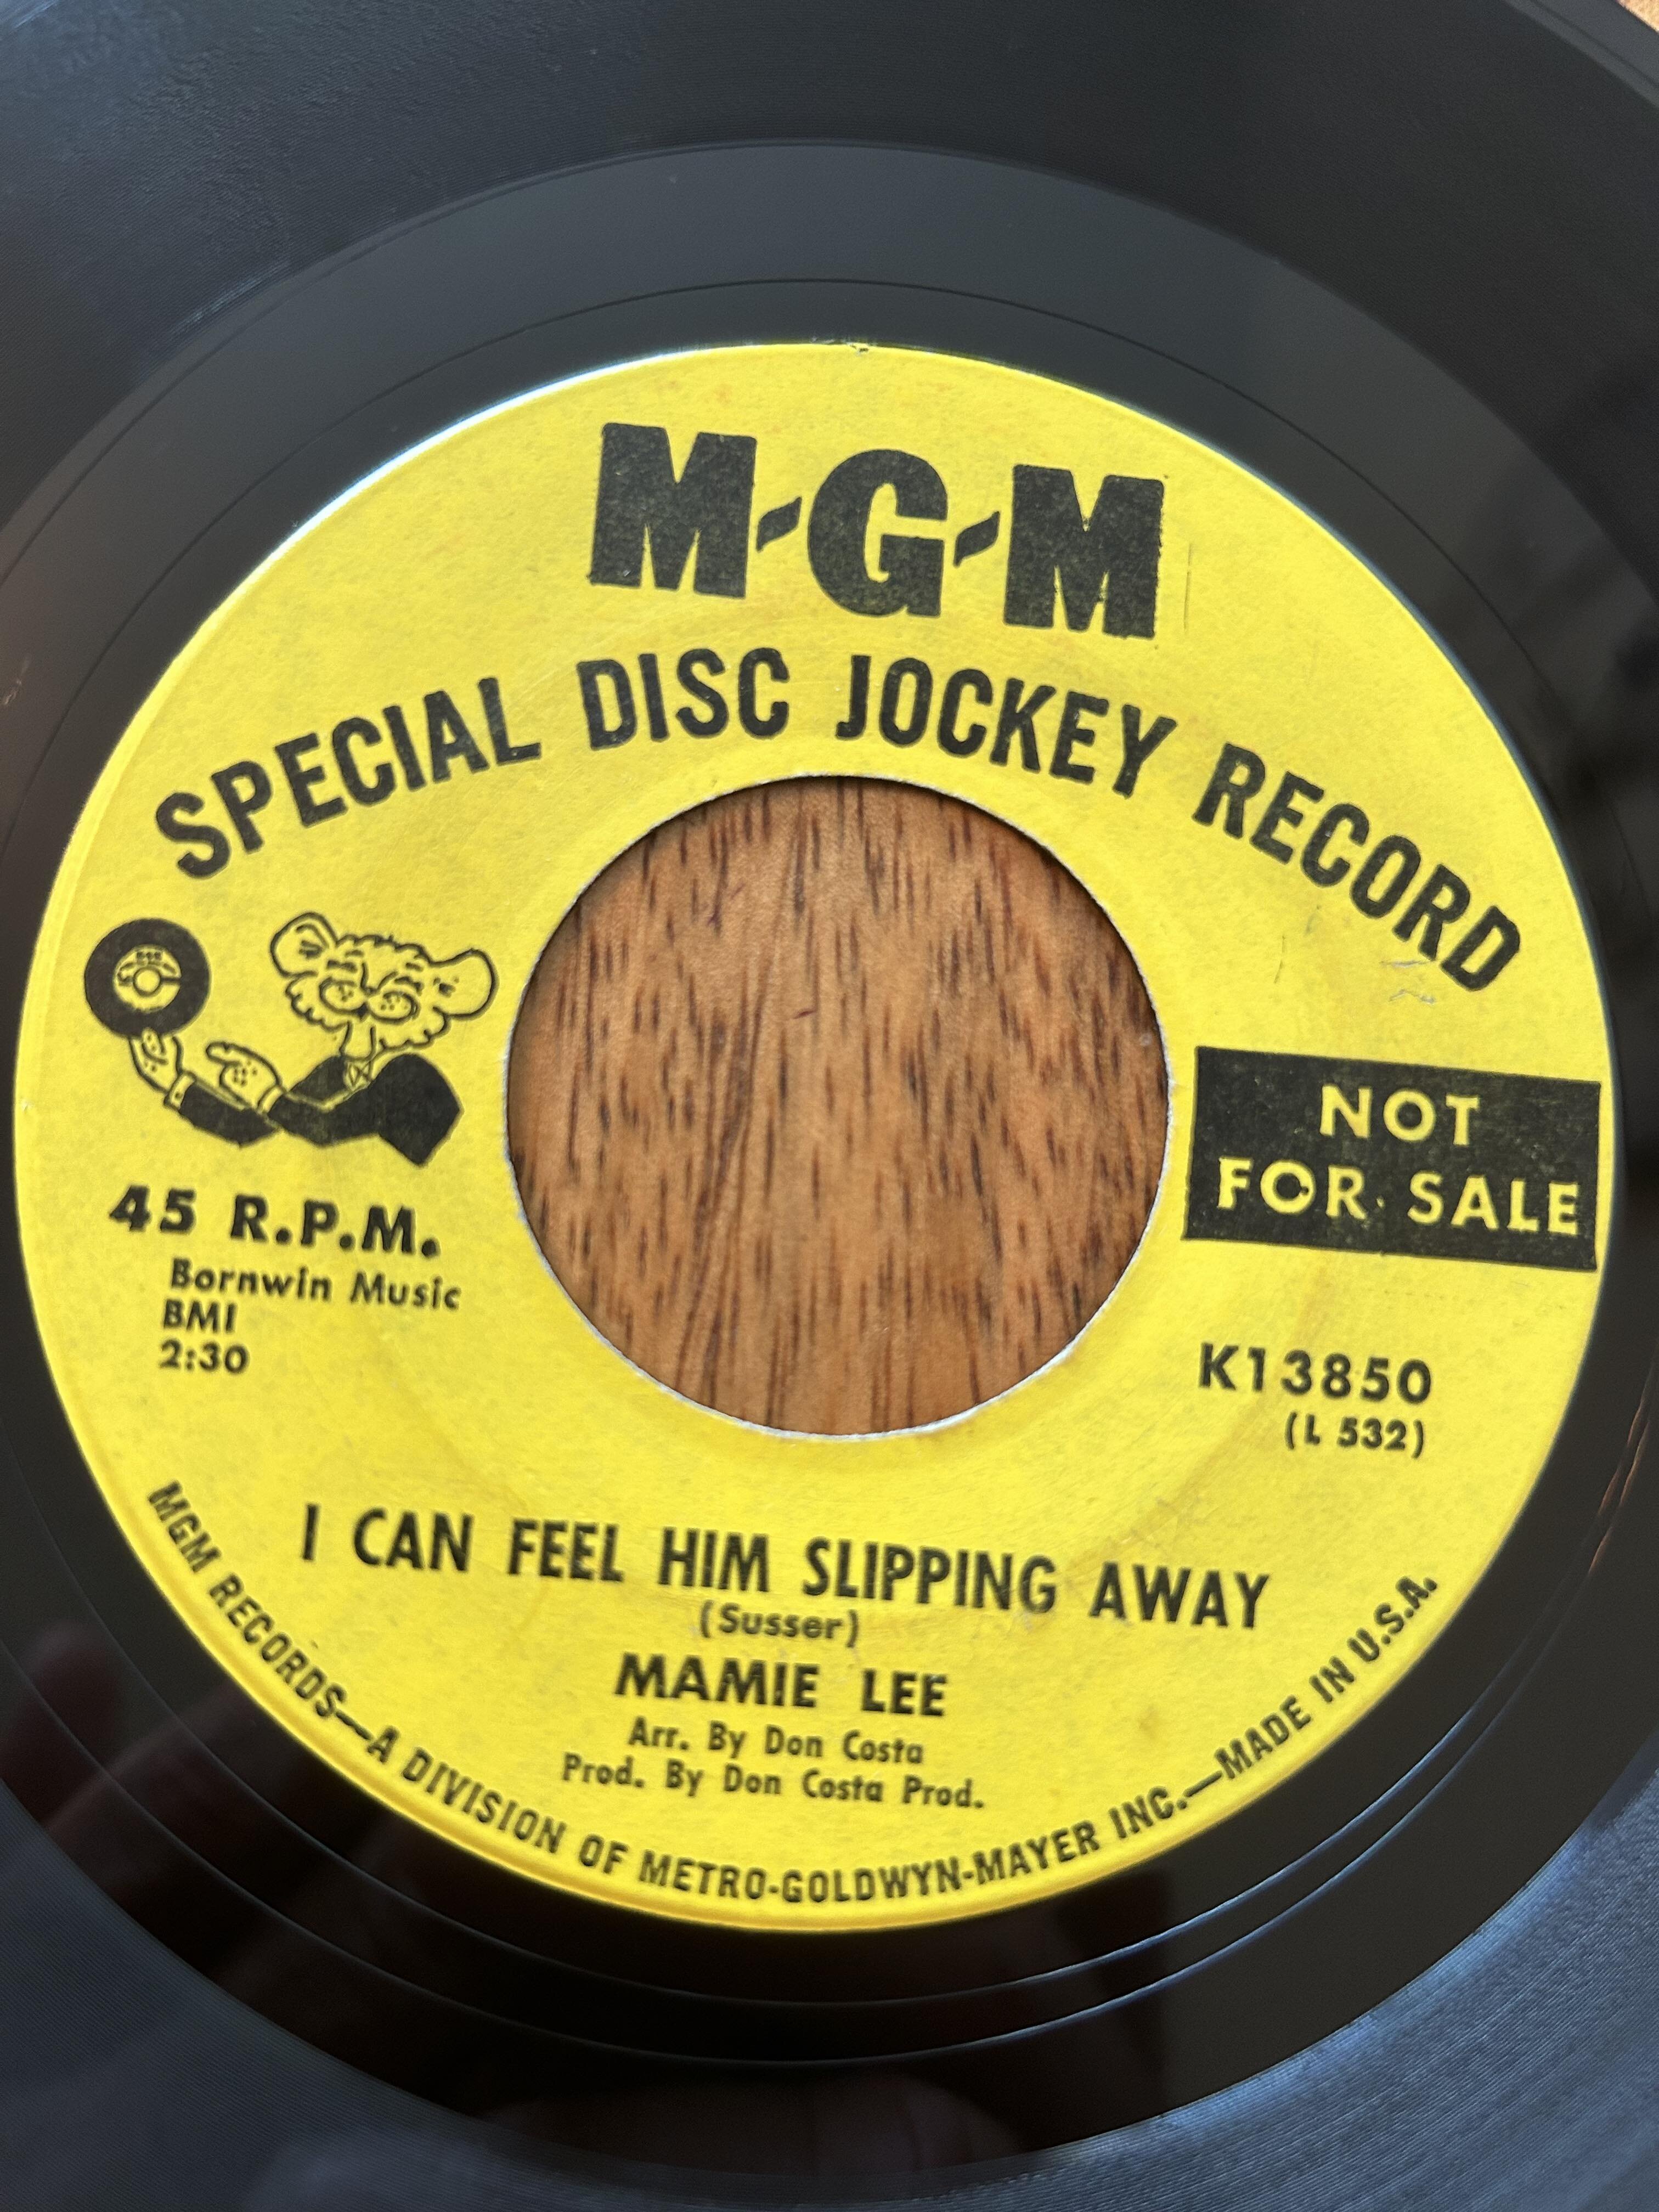 M-G-M
SPECIAL DISC JOCKEY RECORD
NOT
FOR SALE
45 R.P.M.
Bornwin Music
BMI
2:30
K13850
(L 532)
I CAN FEEL HIM SLIPPING AWAY
(Susser)
MAMIE LEE
Arr. By Don Costa
Prod. By Don Costa Prod.
MGM RECORDS—A DIVISION OF METRO-GOLDWYN-MAYER INC.—MADE IN U.S.A.